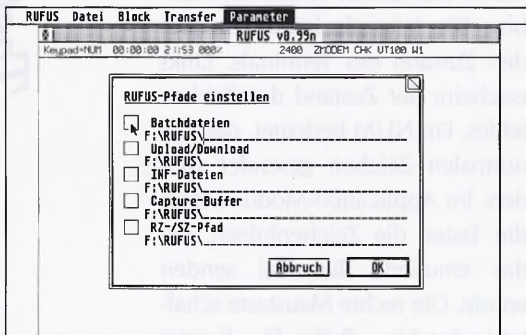 RUFUS Datei Block Transfer Parameter
RUFUS v0.99n
Keypad=NUM 00:00:00 21:53 000% 2400 ZMODEM CHK VT100 W1
RUFUS-Pfade einstellen
Batchdateien
F:\RUFUS\
Upload/Download
F:\RUFUS\
INF-Dateien
F:\RUFUS\
Capture-Buffer
F:\RUFUS\
RZ-/SZ-Pfad
F:\RUFUS\
Abbruch OK